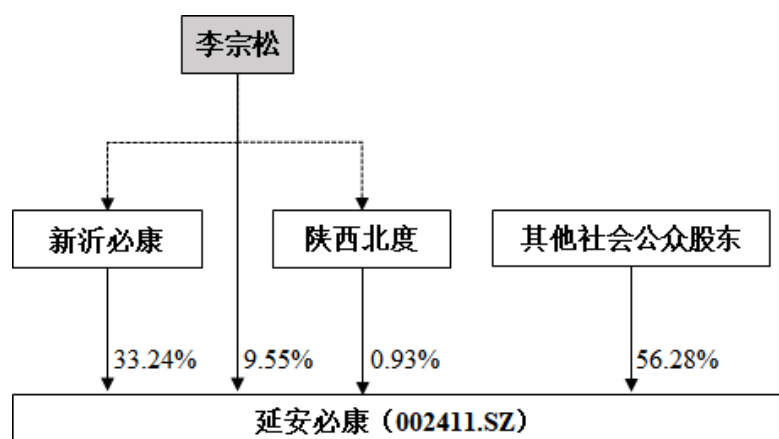 李宗松
新沂必康
陕西北度
其他社会公众股东
33.24%
9.55%
0.93%
56.28%
延安必康（002411.SZ）